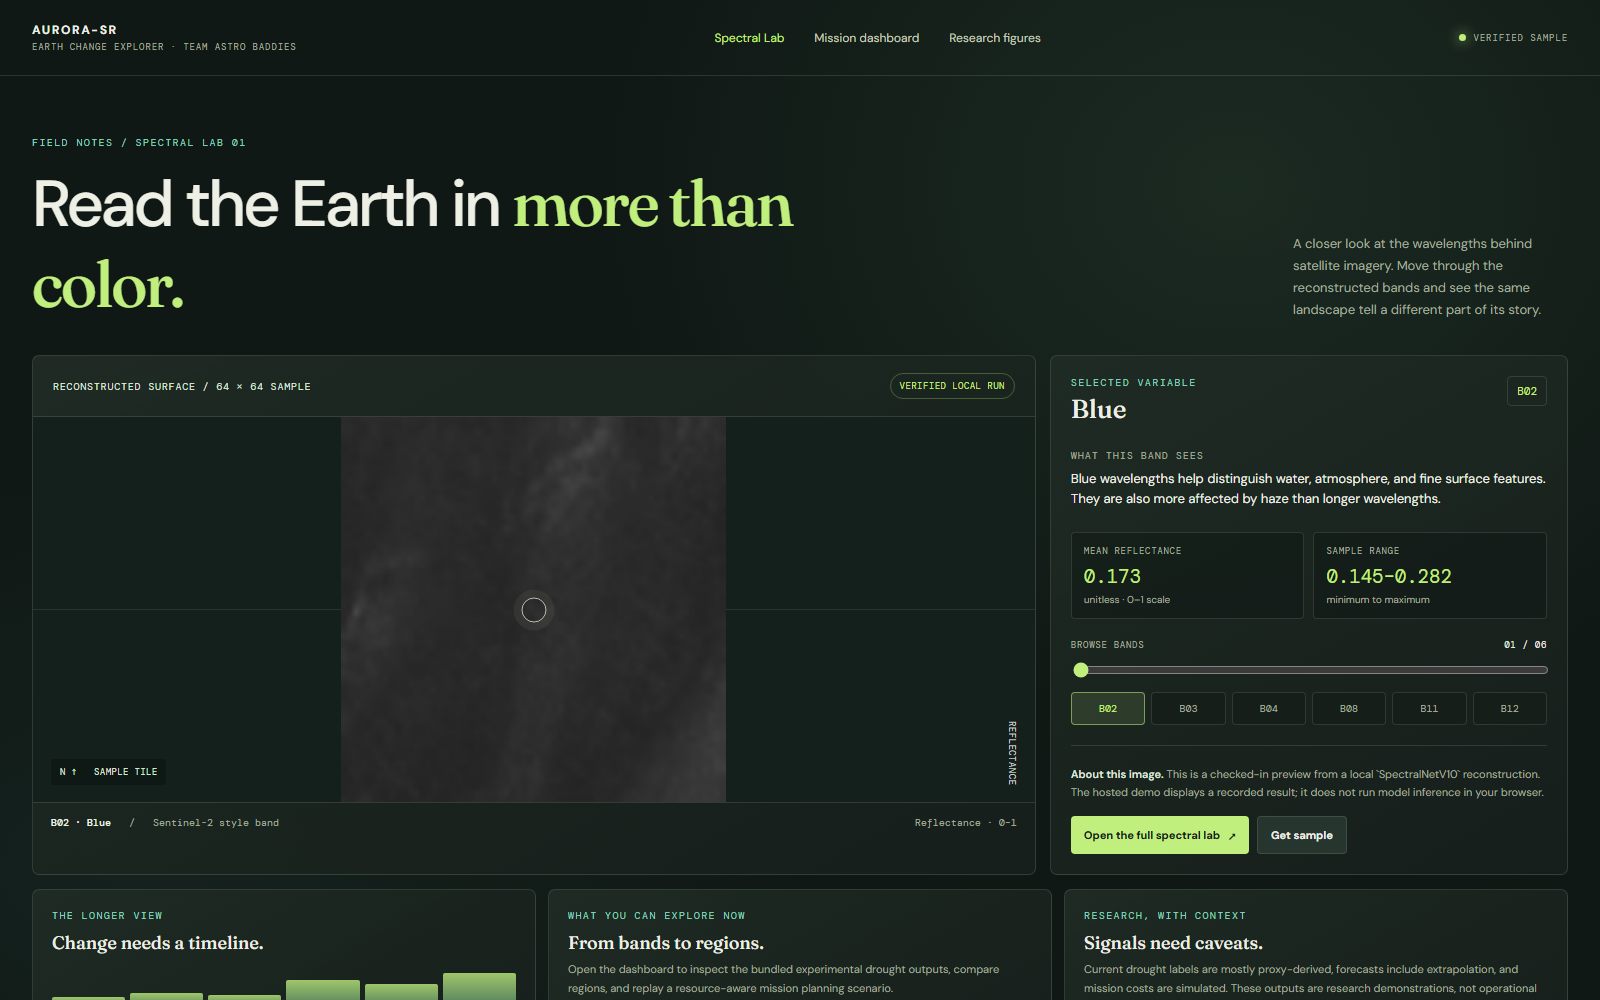 AURORA-SR
EARTH CHANGE EXPLORER · TEAM ASTRO BADDIES
Spectral Lab
Mission dashboard
Research figures
VERIFIED SAMPLE
FIELD NOTES / SPECTRAL LAB 01
Read the Earth in more than
color.
A closer look at the wavelengths behind
satellite imagery. Move through the
reconstructed bands and see the same
landscape tell a different part of its story.
RECONSTRUCTED SURFACE / 64 × 64 SAMPLE
VERIFIED LOCAL RUN
N ↑ SAMPLE TILE
REFLECTANCE
B02 · Blue / Sentinel-2 style band
Reflectance · 0–1
SELECTED VARIABLE
Blue
B02
WHAT THIS BAND SEES
Blue wavelengths help distinguish water, atmosphere, and fine surface features.
They are also more affected by haze than longer wavelengths.
MEAN REFLECTANCE
0.173
unitless · 0–1 scale
SAMPLE RANGE
0.145–0.282
minimum to maximum
BROWSE BANDS
01 / 06
B02
B03
B04
B08
B11
B12
About this image. This is a checked-in preview from a local `SpectralNetV10` reconstruction.
The hosted demo displays a recorded result; it does not run model inference in your browser.
Open the full spectral lab ↗
Get sample
THE LONGER VIEW
Change needs a timeline.
WHAT YOU CAN EXPLORE NOW
From bands to regions.
Open the dashboard to inspect the bundled experimental drought outputs, compare
regions, and replay a resource-aware mission planning scenario.
RESEARCH, WITH CONTEXT
Signals need caveats.
Current drought labels are mostly proxy-derived, forecasts include extrapolation, and
mission costs are simulated. These outputs are research demonstrations, not operational